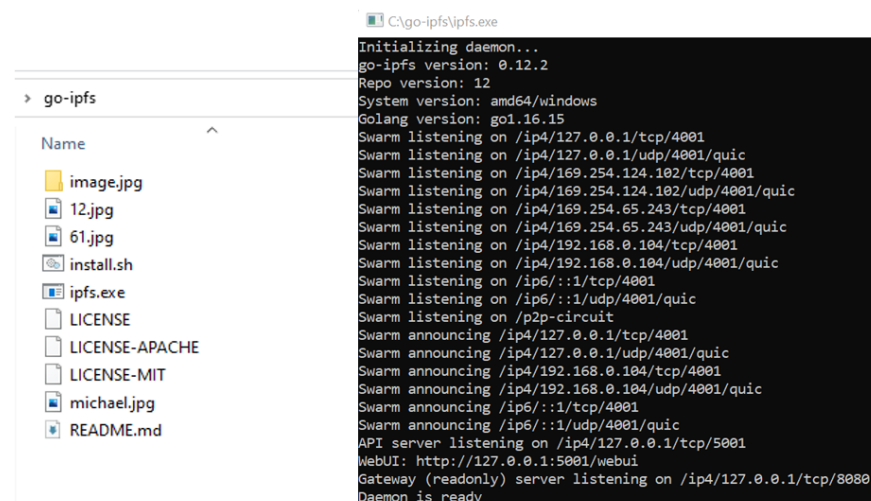 go-ipfs
Name
image.jpg
12.jpg
61.jpg
install.sh
ipfs.exe
LICENSE
LICENSE-APACHE
LICENSE-MIT
michael.jpg
README.md
C:\go-ipfs\ipfs.exe
Initializing daemon...
go-ipfs version: 0.12.2
Repo version: 12
System version: amd64/windows
Golang version: go1.16.15
Swarm listening on /ip4/127.0.0.1/tcp/4001
Swarm listening on /ip4/127.0.0.1/udp/4001/quic
Swarm listening on /ip4/169.254.124.102/tcp/4001
Swarm listening on /ip4/169.254.124.102/udp/4001/quic
Swarm listening on /ip4/169.254.65.243/tcp/4001
Swarm listening on /ip4/169.254.65.243/udp/4001/quic
Swarm listening on /ip4/192.168.0.104/tcp/4001
Swarm listening on /ip4/192.168.0.104/udp/4001/quic
Swarm listening on /ip6/::1/tcp/4001
Swarm listening on /ip6/::1/udp/4001/quic
Swarm listening on /p2p-circuit
Swarm announcing /ip4/127.0.0.1/tcp/4001
Swarm announcing /ip4/127.0.0.1/udp/4001/quic
Swarm announcing /ip4/192.168.0.104/tcp/4001
Swarm announcing /ip4/192.168.0.104/udp/4001/quic
Swarm announcing /ip6/::1/tcp/4001
Swarm announcing /ip6/::1/udp/4001/quic
API server listening on /ip4/127.0.0.1/tcp/5001
WebUI: http://127.0.0.1:5001/webui
Gateway (readonly) server listening on /ip4/127.0.0.1/tcp/8080
Daemon is ready